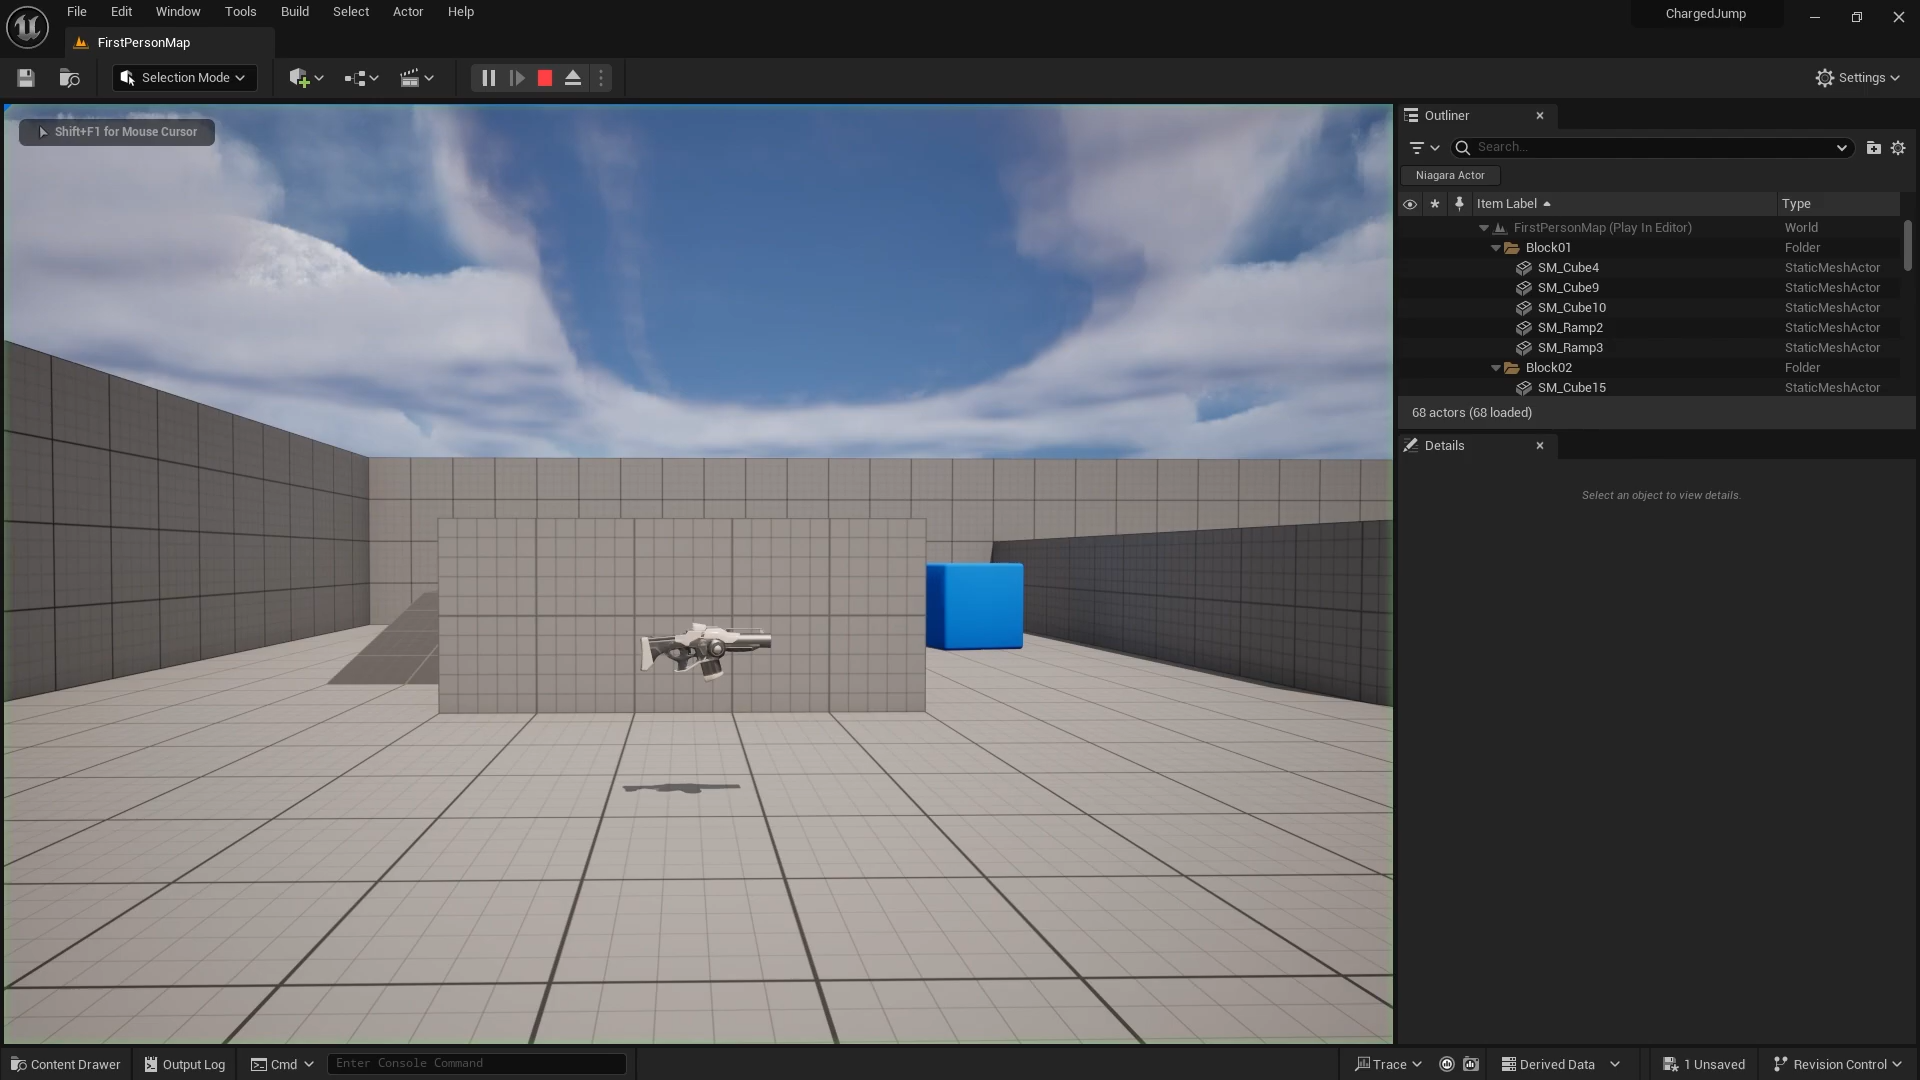 File Edit Window Tools Build Select Actor Help
ChargedJump
FirstPersonMap
Selection Mode
Settings
Shift+F1 for Mouse Cursor
Outliner
Search...
Niagara Actor
Item Label Type
FirstPersonMap (Play In Editor) World
Block01 Folder
SM_Cube4 StaticMeshActor
SM_Cube9 StaticMeshActor
SM_Cube10 StaticMeshActor
SM_Ramp2 StaticMeshActor
SM_Ramp3 StaticMeshActor
Block02 Folder
SM_Cube15 StaticMeshActor
68 actors (68 loaded)
Details
Select an object to view details.
Content Drawer Output Log Cmd Enter Console Command Trace Derived Data 1 Unsaved Revision Control